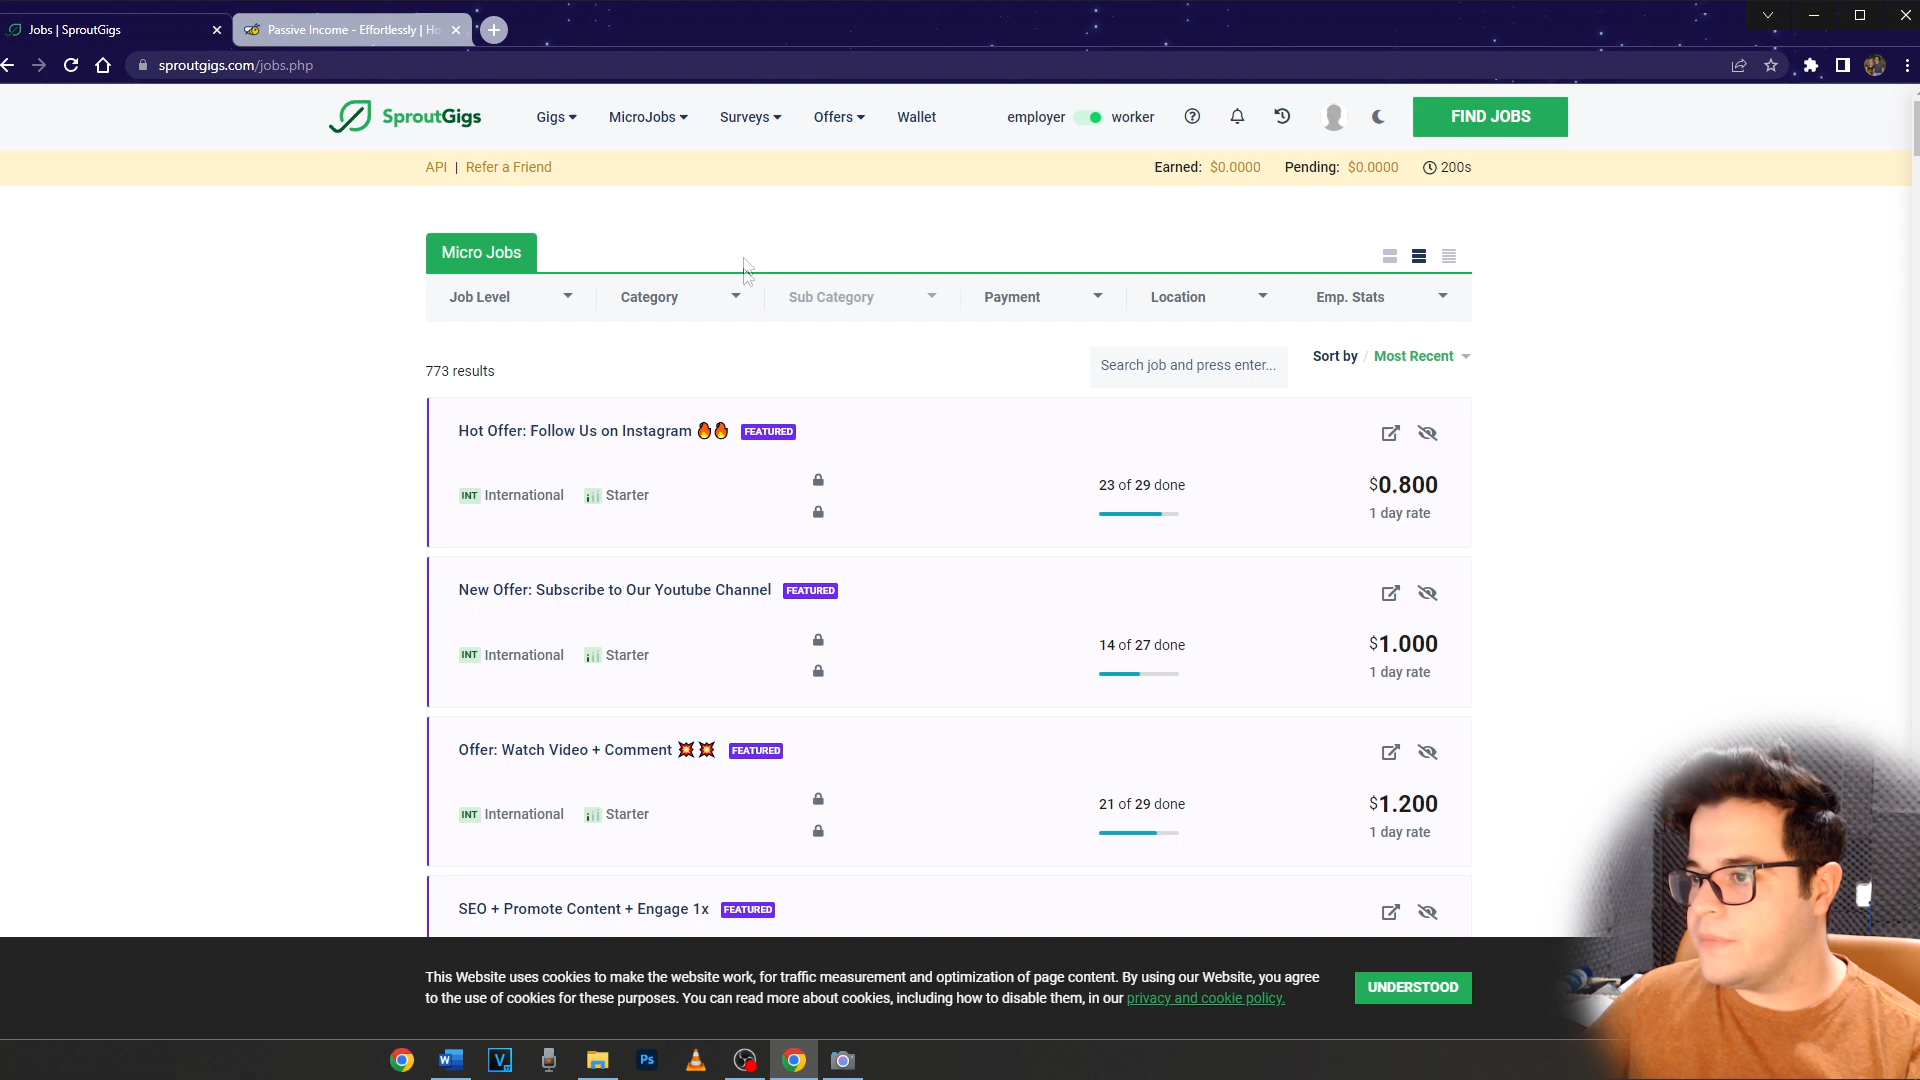 Jobs | SproutGigs
Passive Income - Effortlessly | Ho
sproutgigs.com/jobs.php
SproutGigs
Gigs
MicroJobs
Surveys
Offers
Wallet
employer
worker
FIND JOBS
API | Refer a Friend
Earned: $0.0000
Pending: $0.0000
200s
Micro Jobs
Job Level
Category
Sub Category
Payment
Location
Emp. Stats
773 results
Search job and press enter...
Sort by / Most Recent
Hot Offer: Follow Us on Instagram 🔥🔥 FEATURED
INT International
Starter
23 of 29 done
$0.800
1 day rate
New Offer: Subscribe to Our Youtube Channel FEATURED
INT International
Starter
14 of 27 done
$1.000
1 day rate
Offer: Watch Video + Comment 💥💥 FEATURED
INT International
Starter
21 of 29 done
$1.200
1 day rate
SEO + Promote Content + Engage 1x FEATURED
This Website uses cookies to make the website work, for traffic measurement and optimization of page content. By using our Website, you agree
to the use of cookies for these purposes. You can read more about cookies, including how to disable them, in our privacy and cookie policy.
UNDERSTOOD
W
V
Ps